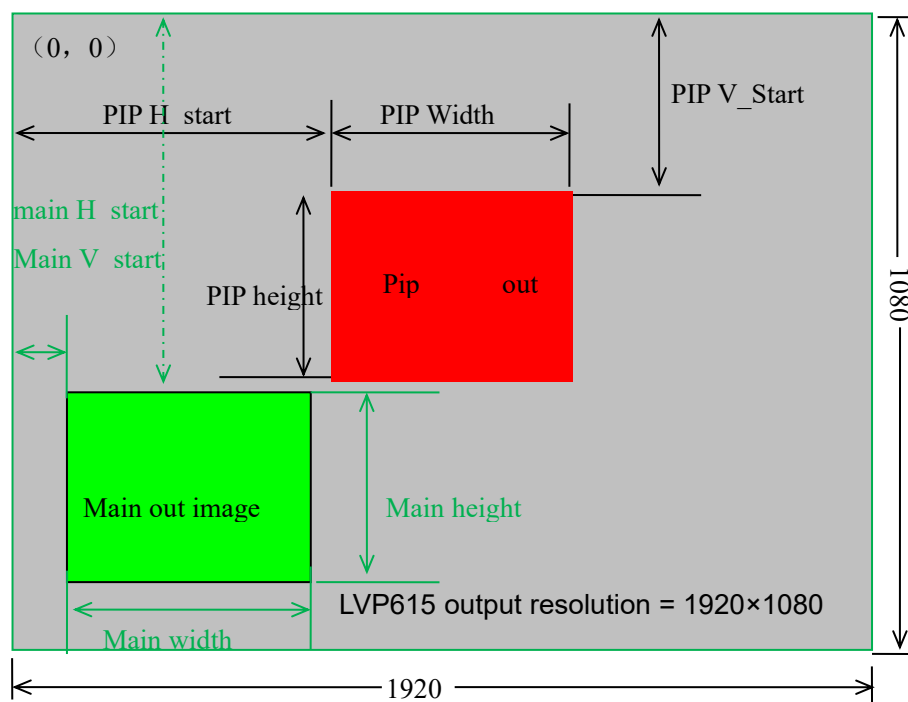 （0，0）
PIP V_Start
PIP H start
PIP Width
main H start
Main V start
PIP height
Pip out
1080
Main out image
Main height
LVP615 output resolution = 1920×1080
Main width
1920